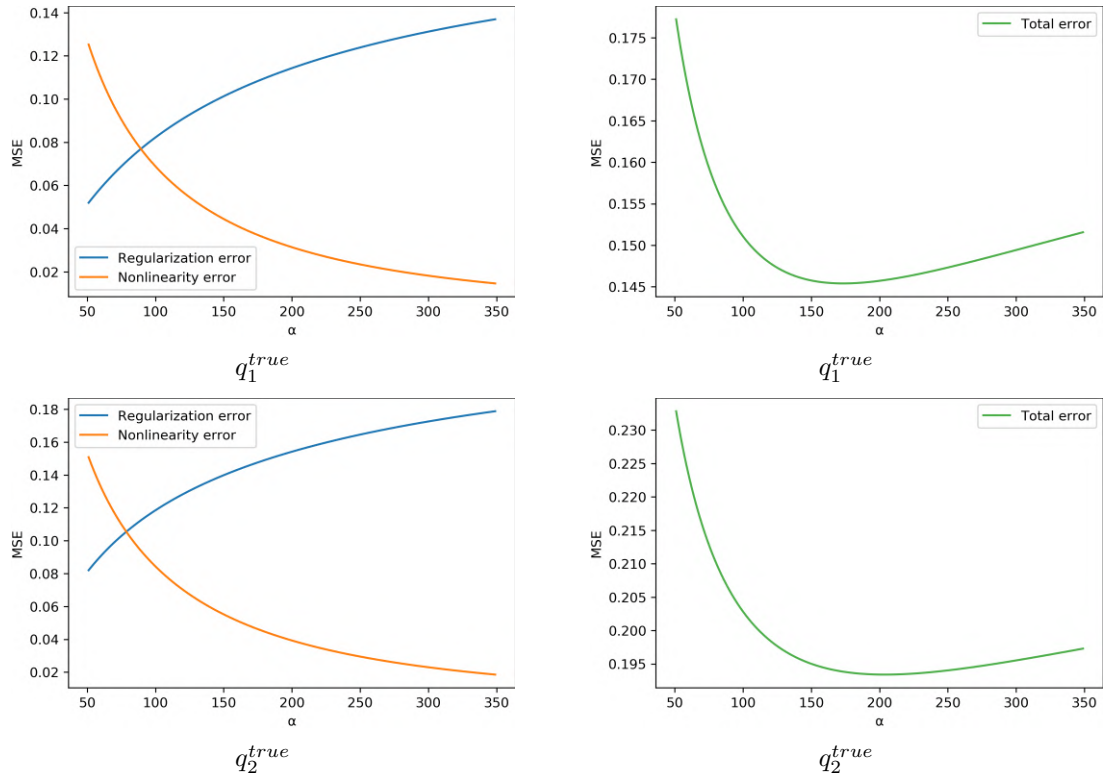 0.14
0.12
0.10
0.08
0.06
0.04
0.02
MSE
Regularization error
Nonlinearity error
50 100 150 200 250 300 350
α
q_1^{true}
0.175
0.170
0.165
0.160
0.155
0.150
0.145
MSE
Total error
50 100 150 200 250 300 350
α
q_1^{true}
0.18
0.16
0.14
0.12
0.10
0.08
0.06
0.04
0.02
MSE
Regularization error
Nonlinearity error
50 100 150 200 250 300 350
α
q_2^{true}
0.230
0.225
0.220
0.215
0.210
0.205
0.200
0.195
MSE
Total error
50 100 150 200 250 300 350
α
q_2^{true}